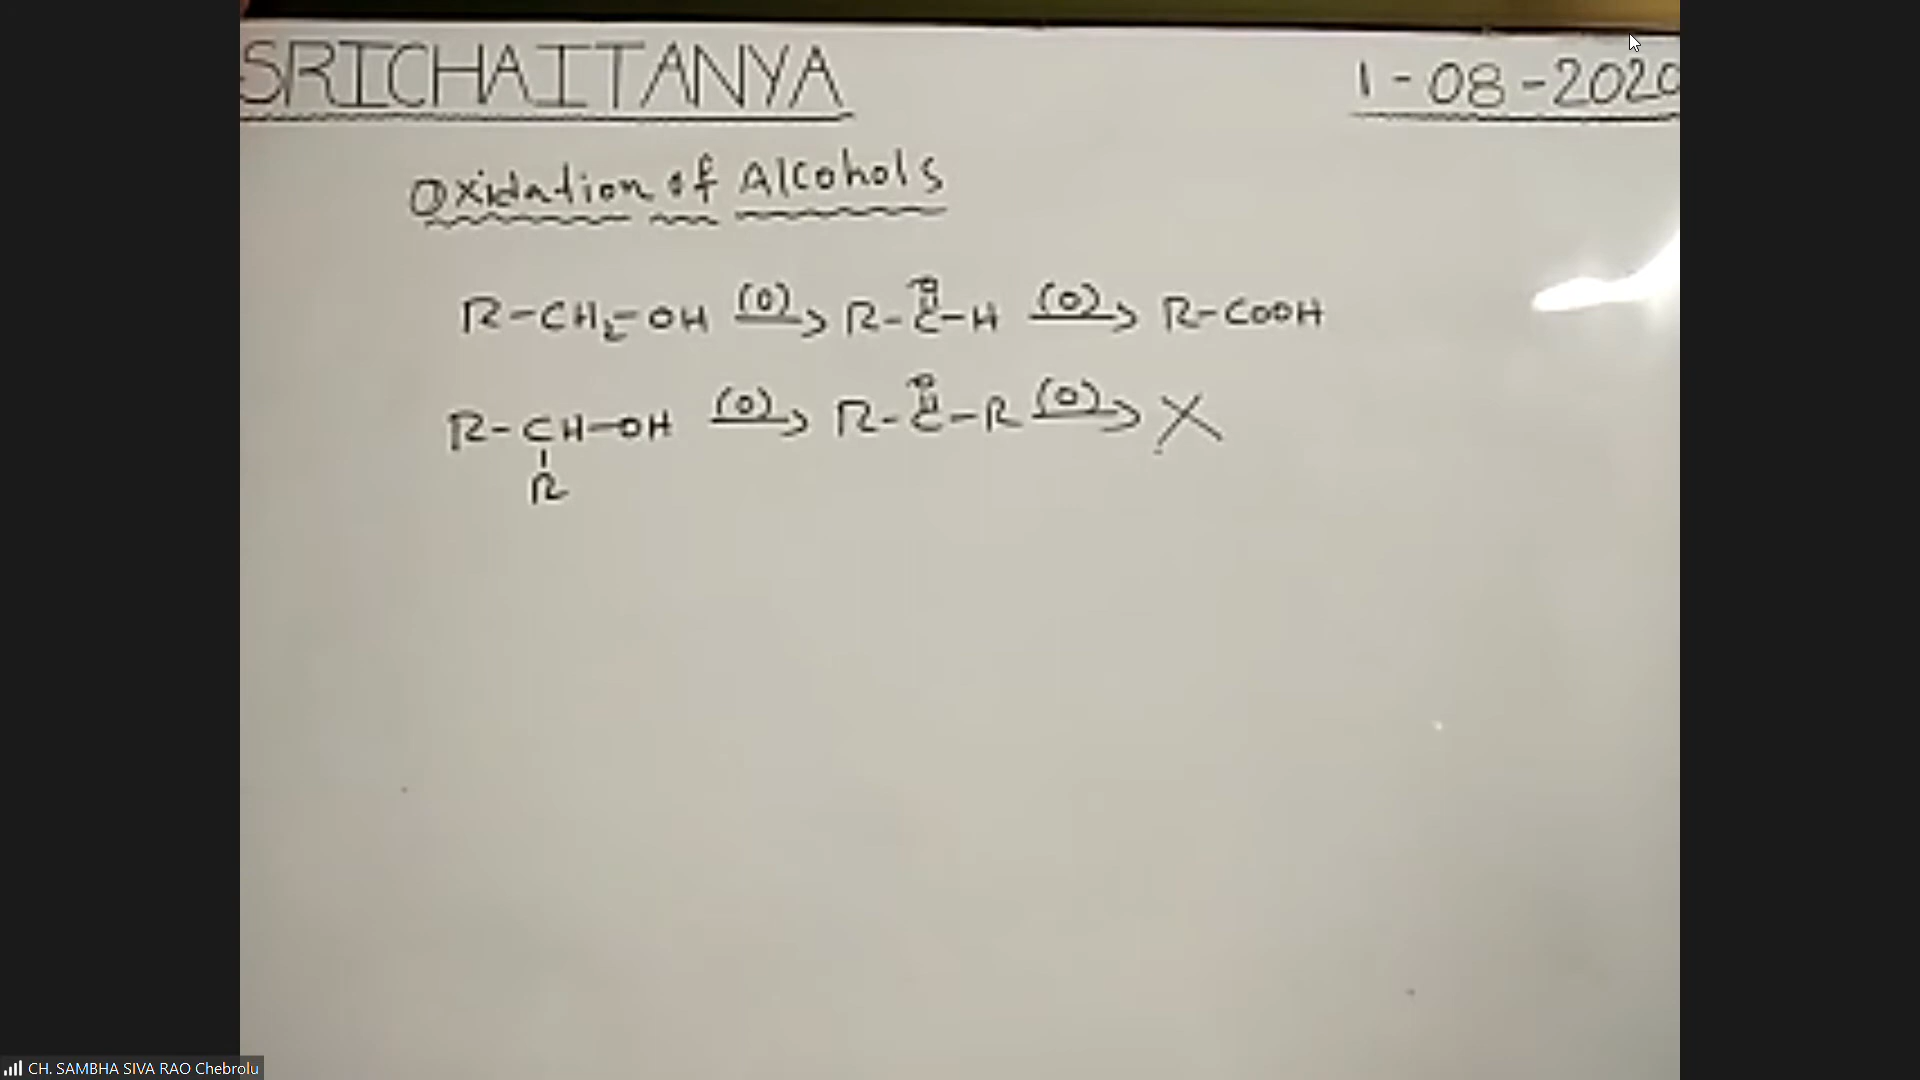 SRICHAITANYA
1-08-2020
Oxidation of Alcohols
R-CH₂-OH (O)→ R-C-H (O)→ R-COOH
O
||
R-CH-OH (O)→ R-C-R (O)→ X
O
||
|
R
CH. SAMBHA SIVA RAO Chebrolu